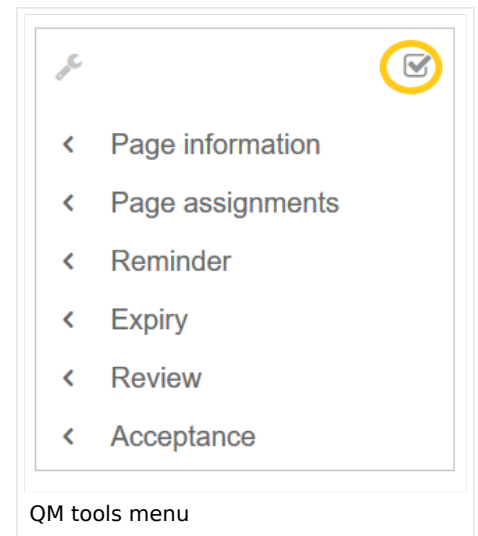 Page information
Page assignments
Reminder
Expiry
Review
Acceptance
QM tools menu